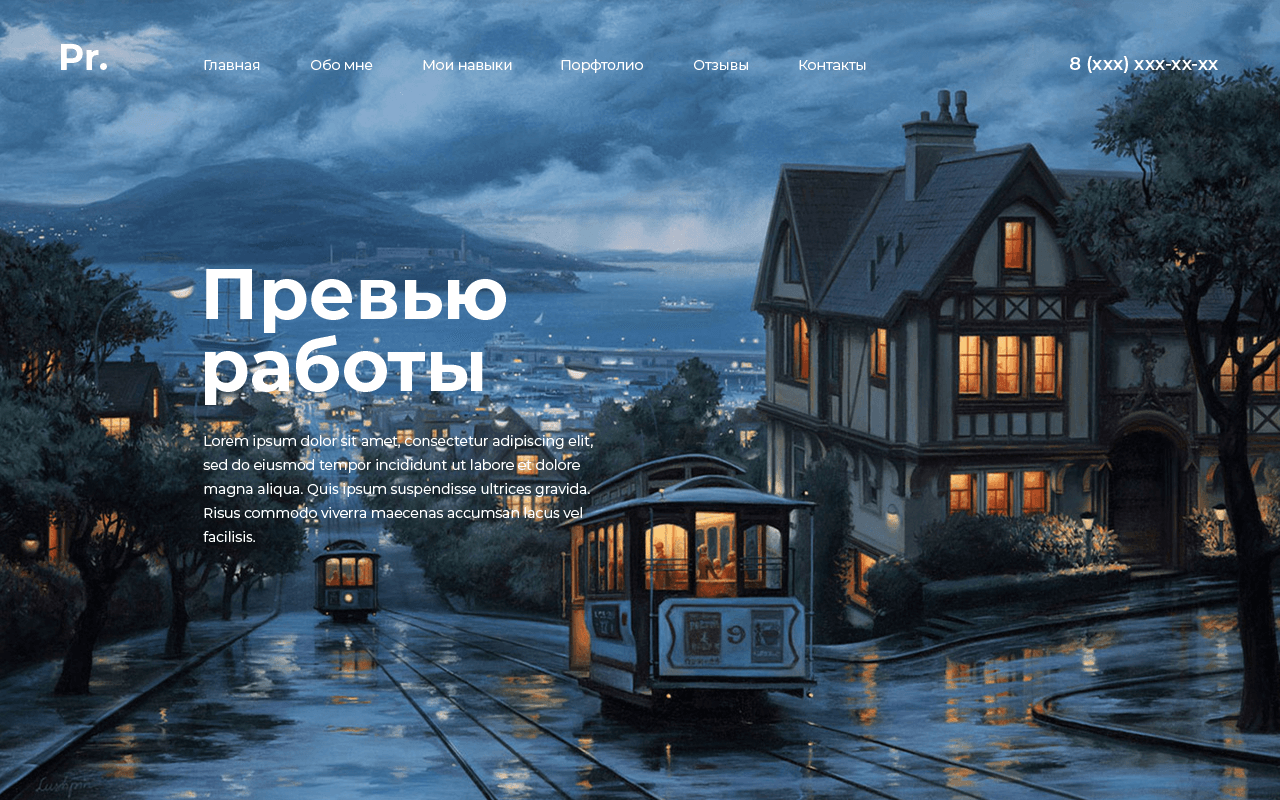 Pr.
Главная Обо мне Мои навыки Порфтолио Отзывы Контакты 8 (xxx) xxx-xx-xx
Превью
работы
Lorem ipsum dolor sit amet, consectetur adipiscing elit,
sed do eiusmod tempor incididunt ut labore et dolore
magna aliqua. Quis ipsum suspendisse ultrices gravida.
Risus commodo viverra maecenas accumsan lacus vel
facilisis.
9